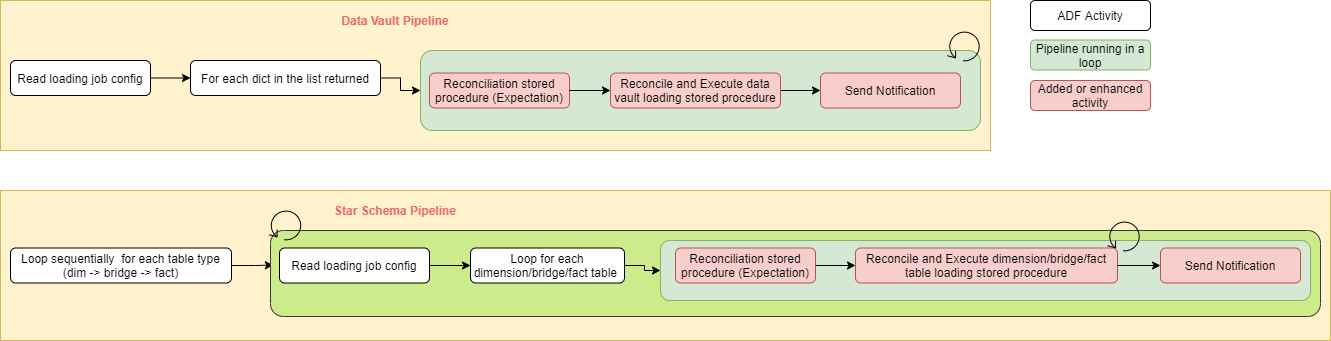 Data Vault Pipeline
Read loading job config
For each dict in the list returned
Reconciliation stored
procedure (Expectation)
Reconcile and Execute data
vault loading stored procedure
Send Notification
ADF Activity
Pipeline running in a
loop
Added or enhanced
activity
Star Schema Pipeline
Loop sequentially for each table type
(dim -> bridge -> fact)
Read loading job config
Loop for each
dimension/bridge/fact table
Reconciliation stored
procedure (Expectation)
Reconcile and Execute dimension/bridge/fact
table loading stored procedure
Send Notification